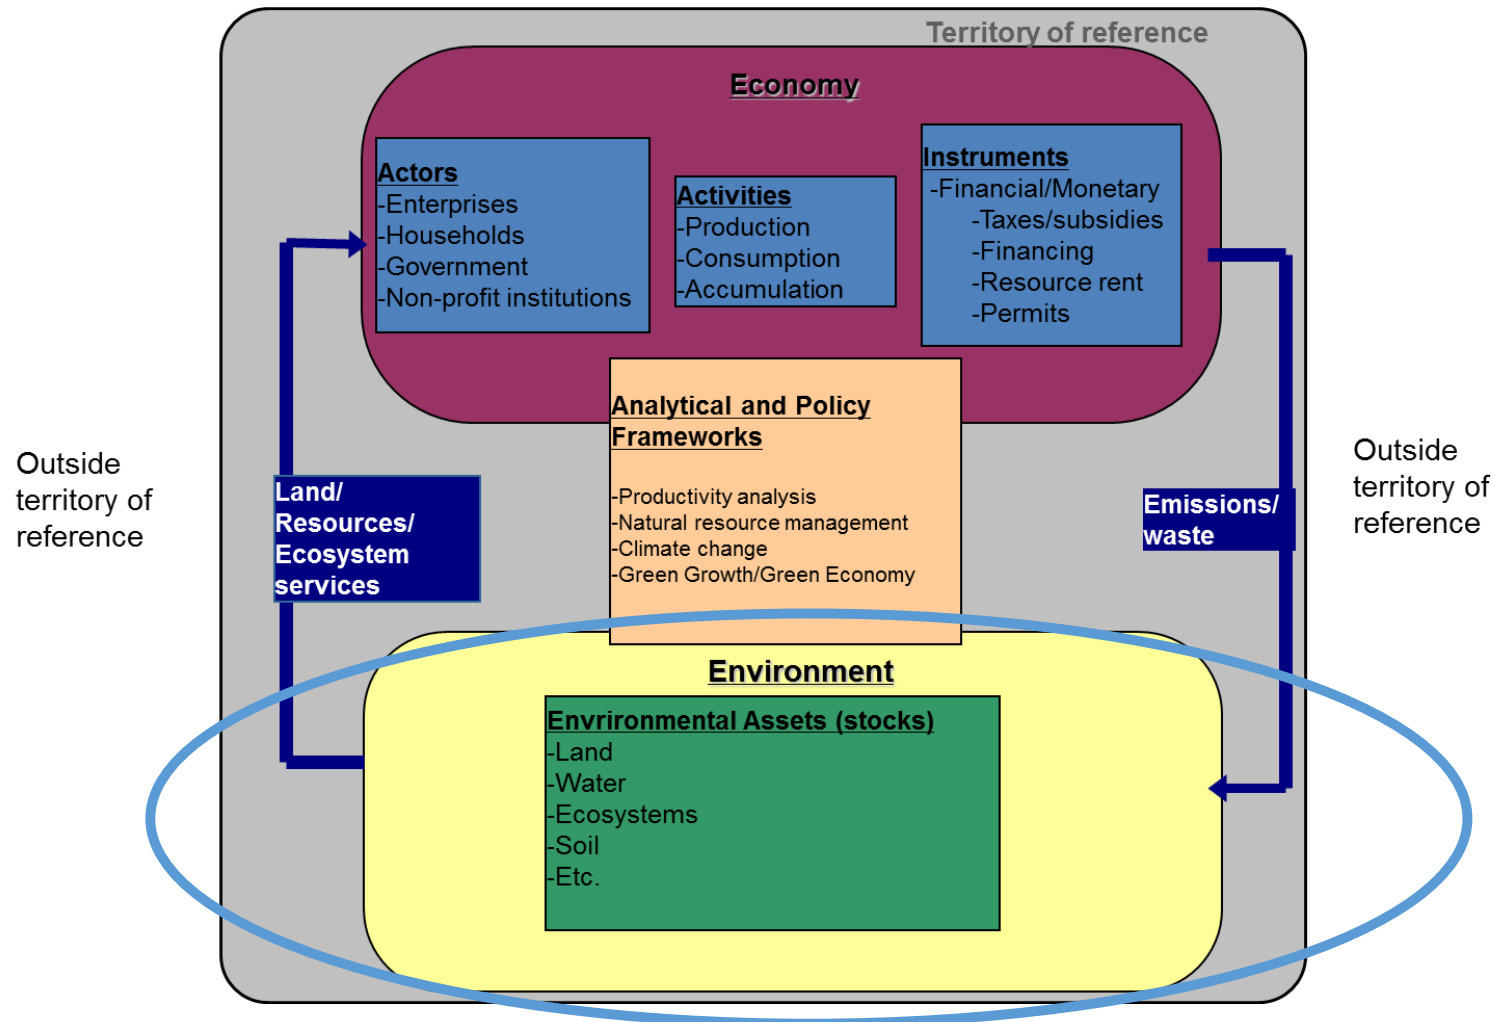 Territory of reference
Economy
Actors
-Enterprises
-Households
-Government
-Non-profit institutions
Activities
-Production
-Consumption
-Accumulation
Instruments
-Financial/Monetary
-Taxes/subsidies
-Financing
-Resource rent
-Permits
Analytical and Policy
Frameworks
-Productivity analysis
-Natural resource management
-Climate change
-Green Growth/Green Economy
Outside
territory of
reference
Land/
Resources/
Ecosystem
services
Emissions/
waste
Outside
territory of
reference
Environment
Envrironmental Assets (stocks)
-Land
-Water
-Ecosystems
-Soil
-Etc.